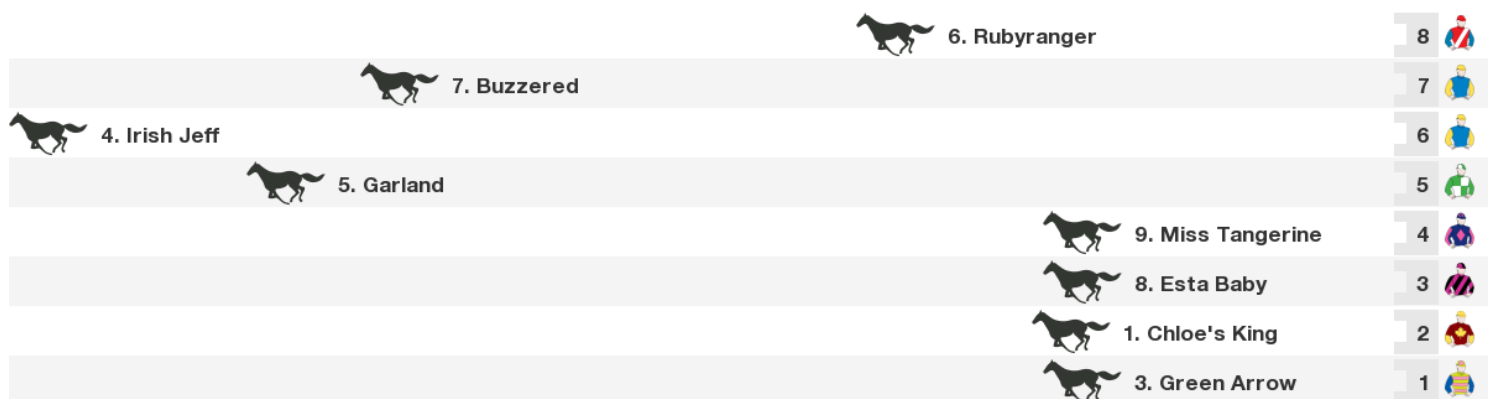 6. Rubyranger 8
7. Buzzered 7
4. Irish Jeff 6
5. Garland 5
9. Miss Tangerine 4
8. Esta Baby 3
1. Chloe's King 2
3. Green Arrow 1